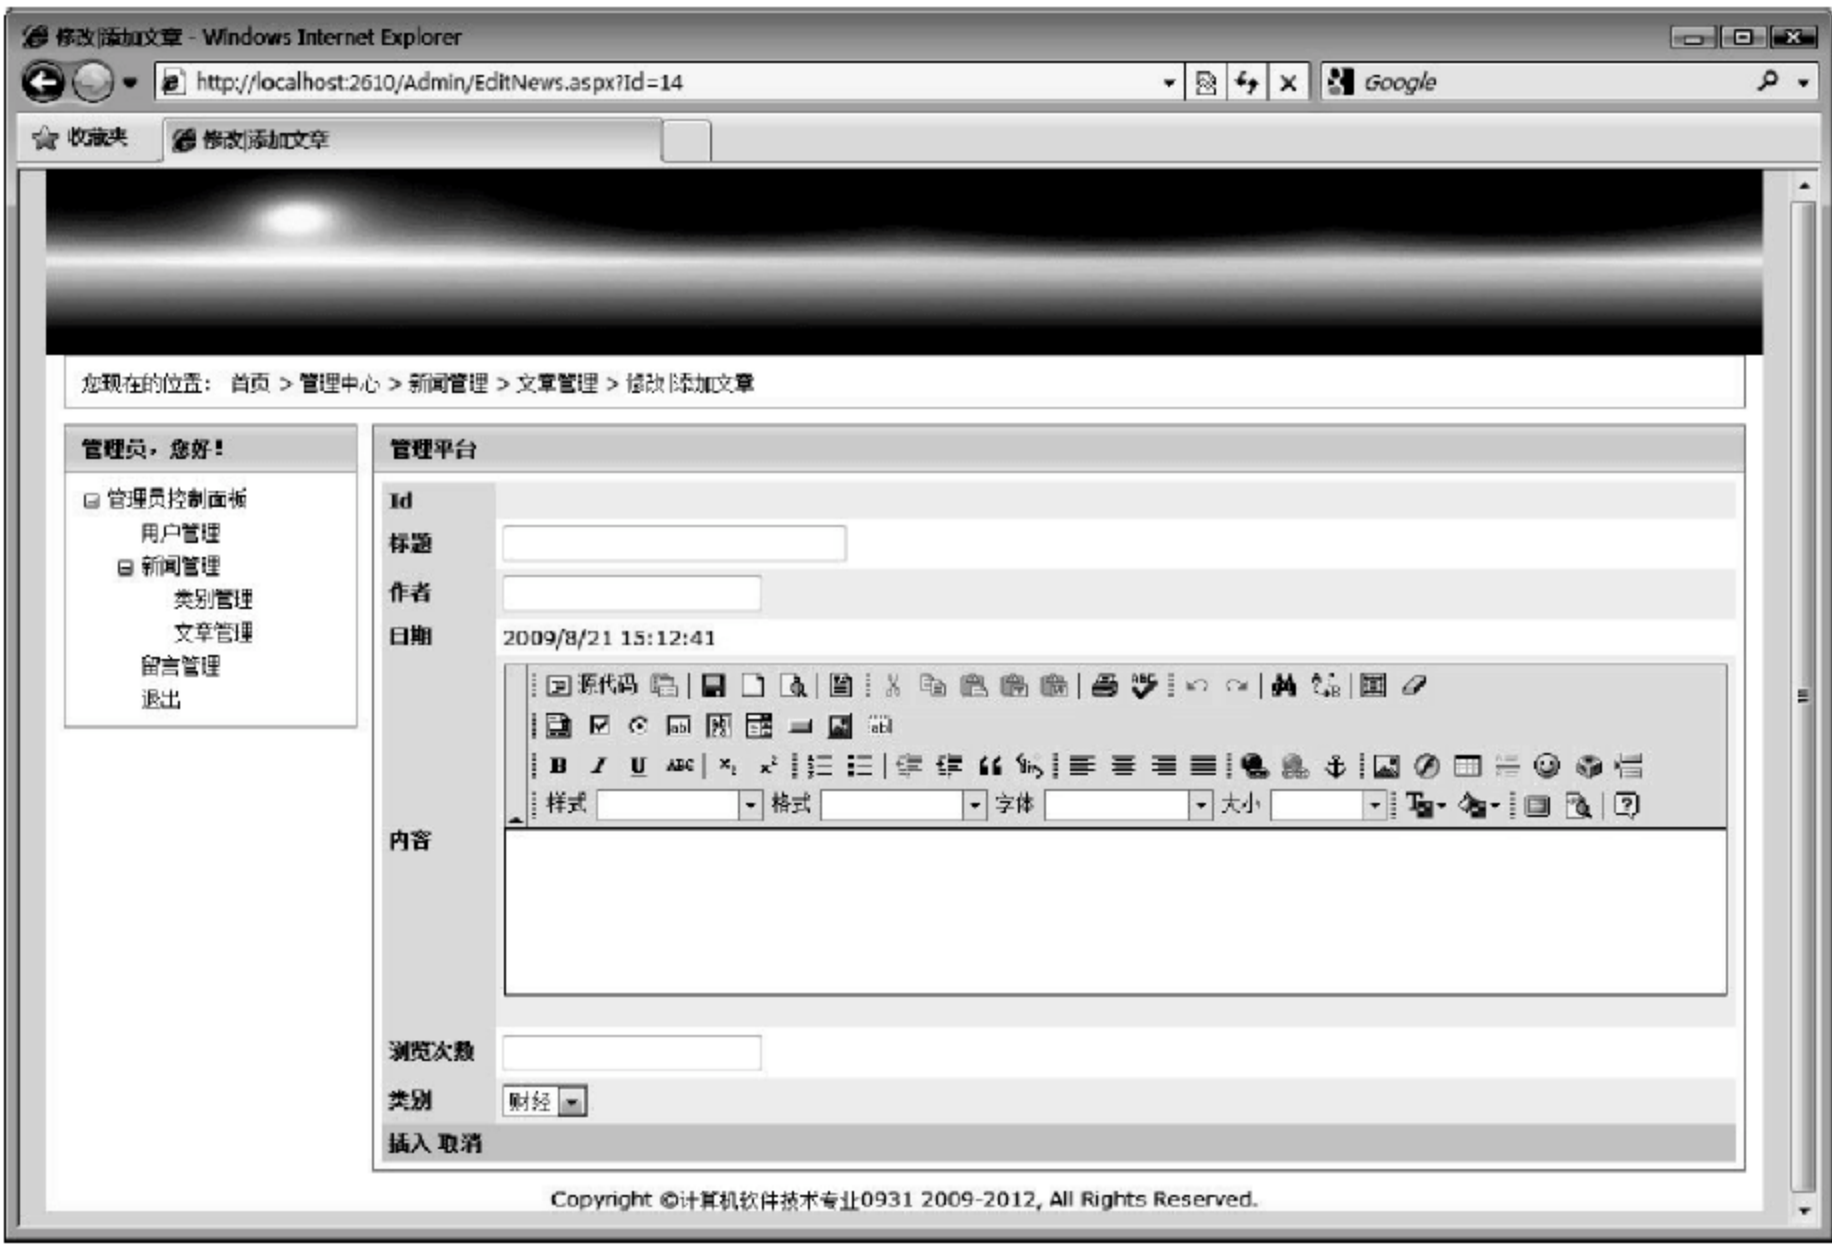 修改|添加文章 - Windows Internet Explorer
http://localhost:2610/Admin/EditNews.aspx?Id=14
Google
收藏夹
修改|添加文章
您现在的位置： 首页 > 管理中心 > 新闻管理 > 文章管理 > 修改|添加文章
管理员，您好！
管理员控制面板
用户管理
新闻管理
类别管理
文章管理
留言管理
退出
管理平台
Id
标题
作者
日期 2009/8/21 15:12:41
源代码
B I U ABC x₂ x²
样式 格式 字体 大小
内容
浏览次数
类别 财经
插入 取消
Copyright ©计算机软件技术专业0931 2009-2012, All Rights Reserved.